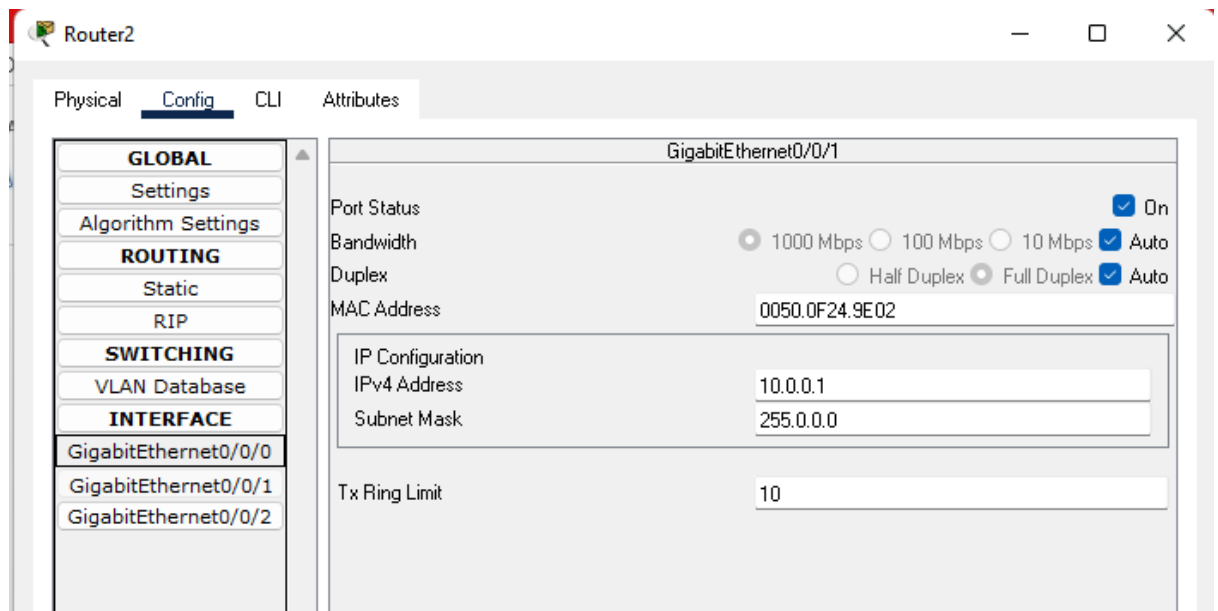 Router2
Physical Config CLI Attributes
GLOBAL
Settings
Algorithm Settings
ROUTING
Static
RIP
SWITCHING
VLAN Database
INTERFACE
GigabitEthernet0/0/0
GigabitEthernet0/0/1
GigabitEthernet0/0/2
GigabitEthernet0/0/1
Port Status On
Bandwidth 1000 Mbps 100 Mbps 10 Mbps Auto
Duplex Half Duplex Full Duplex Auto
MAC Address 0050.0F24.9E02
IP Configuration
IPv4 Address 10.0.0.1
Subnet Mask 255.0.0.0
Tx Ring Limit 10